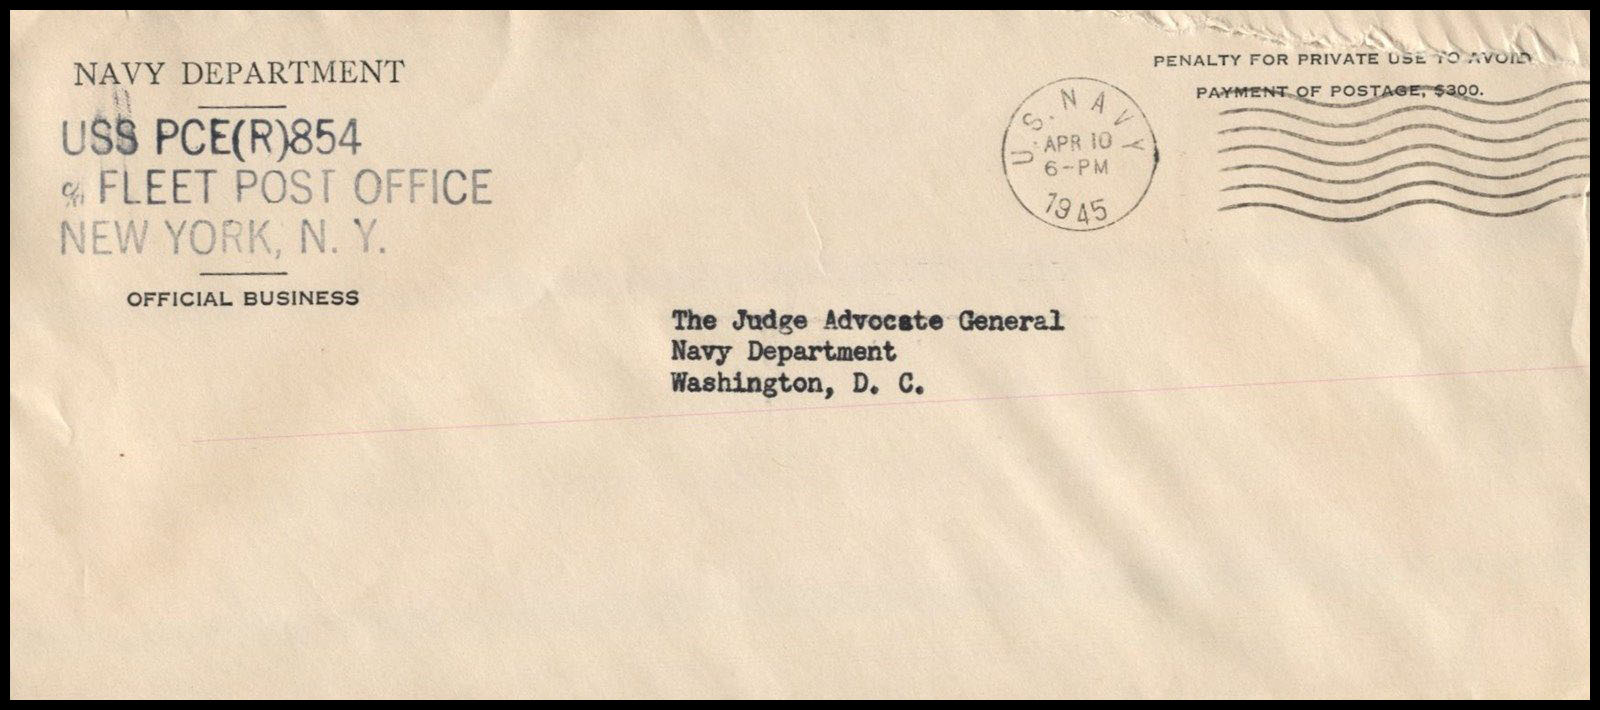 NAVY DEPARTMENT
USS PCE(R)854
c/o FLEET POST OFFICE
NEW YORK, N. Y.
OFFICIAL BUSINESS
PENALTY FOR PRIVATE USE TO AVOID
PAYMENT OF POSTAGE, $300.
U.S. NAVY
APR 10
6-PM
1945
The Judge Advocate General
Navy Department
Washington, D. C.